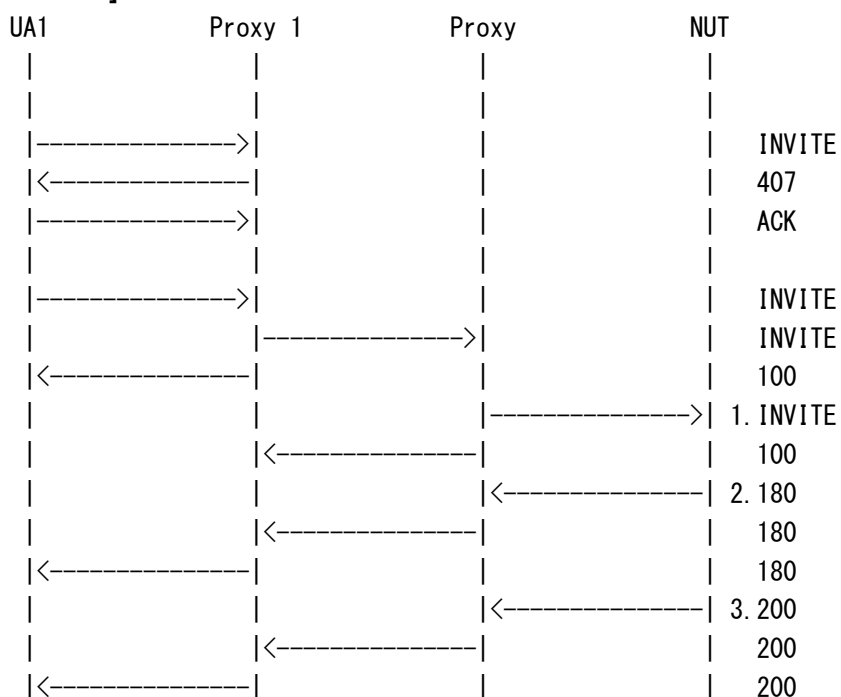 UA1 Proxy 1 Proxy NUT
INVITE
407
ACK
INVITE
INVITE
100
1. INVITE
100
2. 180
180
180
3. 200
200
200